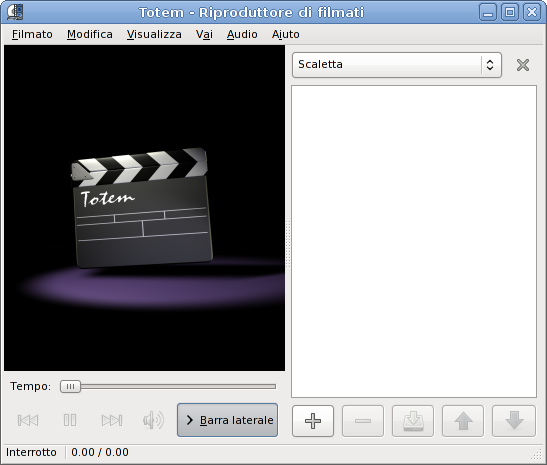 Totem - Riproduttore di filmati
Filmato Modifica Visualizza Vai Audio Aiuto
Scaletta
Totem
Tempo:
Barra laterale
Interrotto 0.00 / 0.00